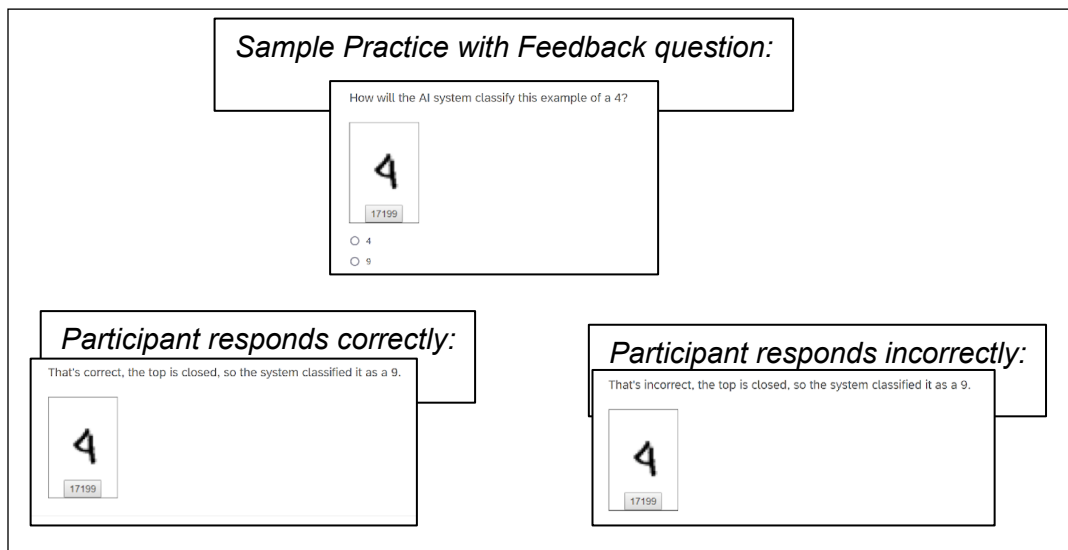 Sample Practice with Feedback question:
How will the AI system classify this example of a 4?
4
17199
4
9
Participant responds correctly:
That's correct, the top is closed, so the system classified it as a 9.
4
17199
Participant responds incorrectly:
That's incorrect, the top is closed, so the system classified it as a 9.
4
17199